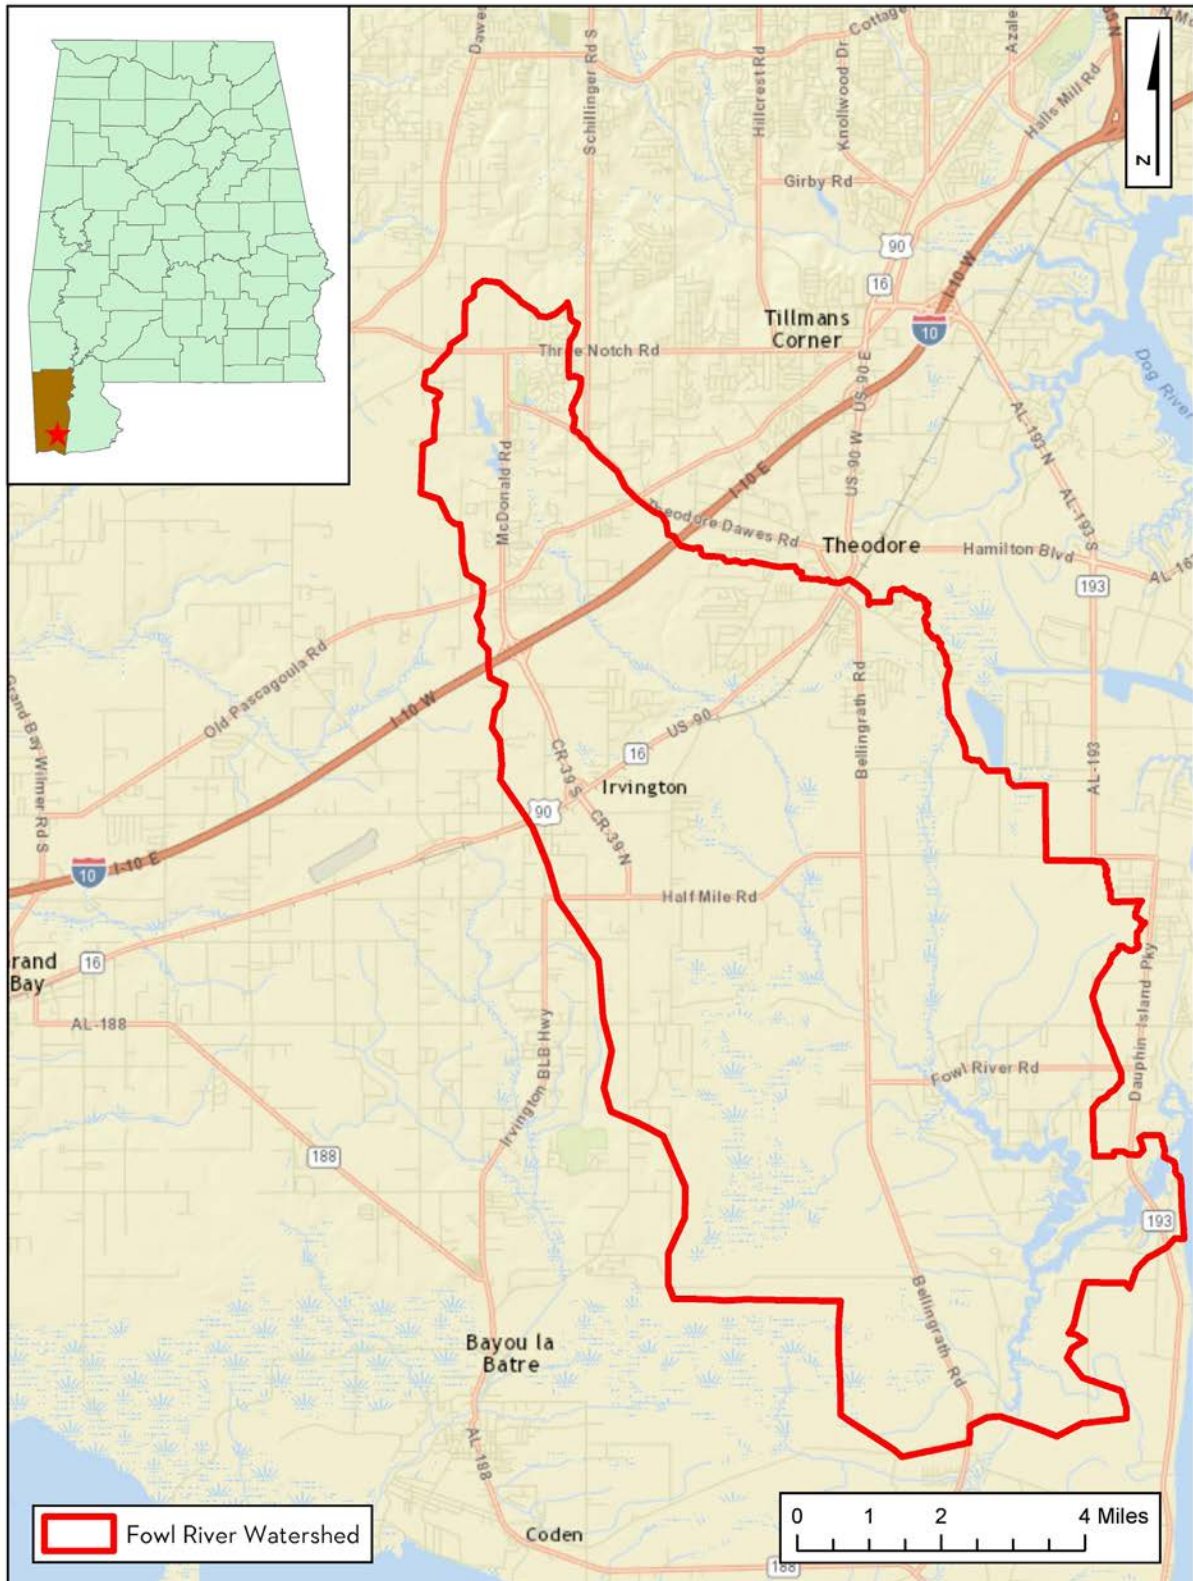 Dawes
Schillinger Rd S
Hillcrest Rd
Knollwood Dr
Cottage
Azale
N M
Halls Mill Rd
N
Girby Rd
90
16
I-10 W
10
Tillmans
Corner
Three Notch Rd
US 90 E
US 90 W
Dog River
AL-193 N
AL-193 S
McDonald Rd
I-10 E
Theodore Dawes Rd
Theodore
Hamilton Blvd
AL-16
193
Old Pascagoula Rd
I-10 W
Grand Bay Wilmer Rd S
Bellingrath Rd
US-90
16
CR-39 S
Irvington
AL-193
90
CR-39 N
10
I-10 E
Half Mile Rd
rand
Bay
16
AL-188
Irvington BLB Hwy
Dauphin Island Pky
Fowl River Rd
188
193
Bellingrath Rd
Bayou la
Batre
AL-188
Coden
188
Fowl River Watershed
0 1 2 4 Miles